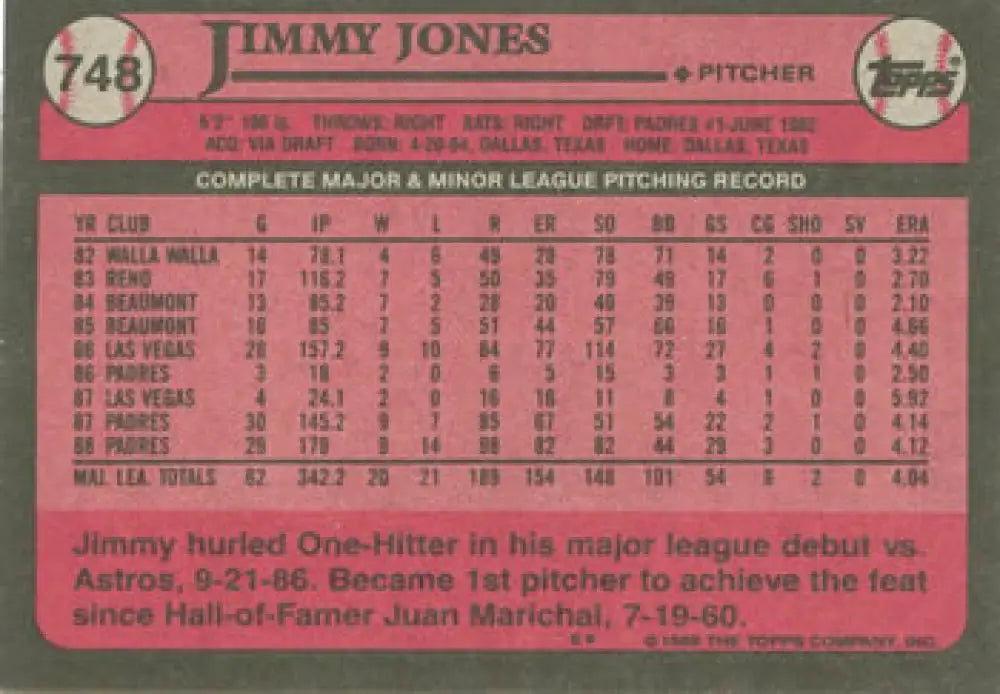 748
JIMMY JONES
PITCHER
TOPPS®
THROWS: RIGHT BATS: RIGHT DRFT: PADRES #1-JUNE 1982
ACQ: VIA DRAFT BORN: 4-20-64, DALLAS, TEXAS HOME: DALLAS, TEXAS
COMPLETE MAJOR & MINOR LEAGUE PITCHING RECORD
YR CLUB G IP W L R ER SO BB GS CG SHO SV ERA
82 WALLA WALLA 14 78.1 4 6 49 28 78 71 14 2 0 0 3.22
83 RENO 17 116.2 7 5 50 35 79 49 17 6 1 0 2.70
84 BEAUMONT 13 85.2 7 2 28 20 40 39 13 0 0 0 2.10
85 BEAUMONT 16 85 7 5 51 44 57 66 16 1 0 0 4.66
86 LAS VEGAS 28 157.2 9 10 84 77 114 72 27 4 2 0 4.40
86 PADRES 3 18 2 0 6 5 15 3 3 1 1 0 2.50
87 LAS VEGAS 4 24.1 2 0 16 16 11 8 4 1 0 0 5.92
87 PADRES 30 145.2 9 7 85 67 51 54 22 2 1 0 4.14
88 PADRES 29 179 9 14 98 82 82 44 29 3 0 0 4.12
MAJ. LEA. TOTALS 62 342.2 20 21 189 154 148 101 54 6 2 0 4.04
Jimmy hurled One-Hitter in his major league debut vs.
Astros, 9-21-86. Became 1st pitcher to achieve the feat
since Hall-of-Famer Juan Marichal, 7-19-60.
© 1989 THE TOPPS COMPANY, INC.